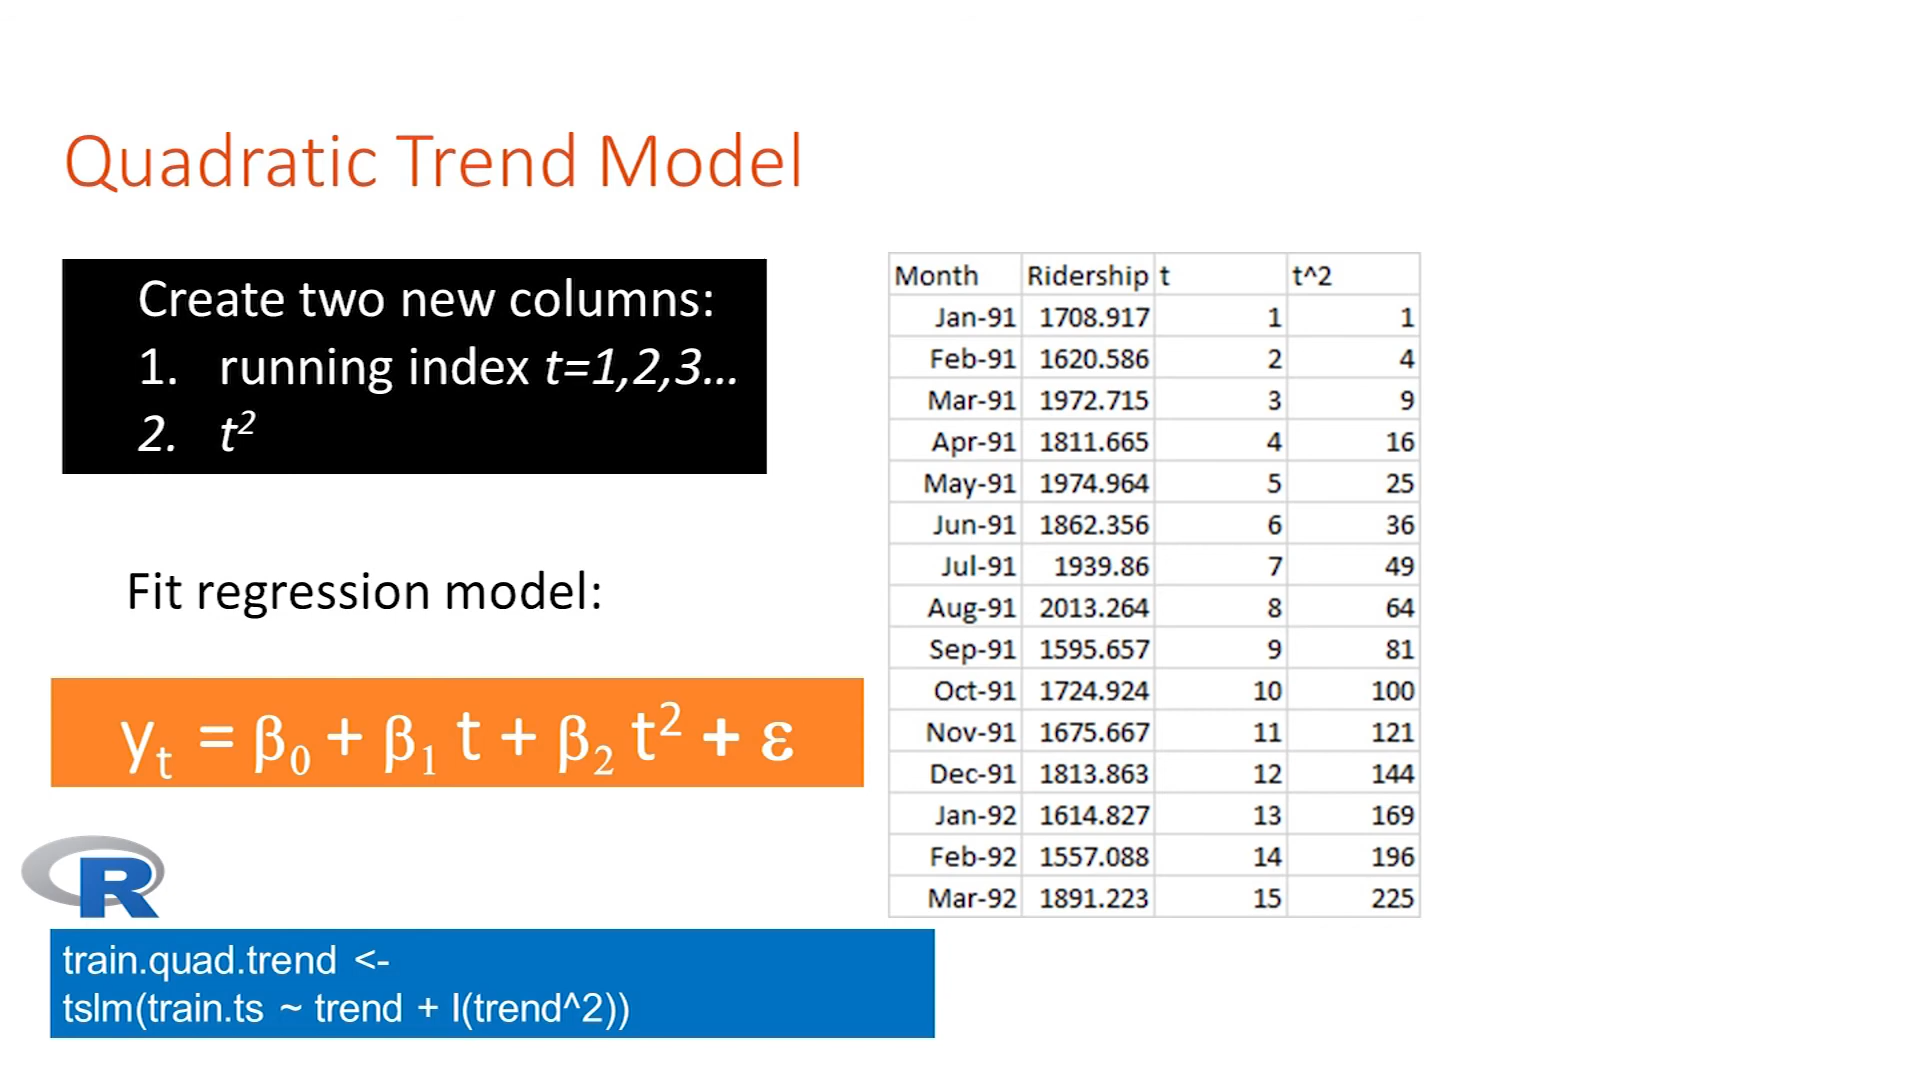 Quadratic Trend Model
Create two new columns:
1. running index t=1,2,3...
2. t²
Fit regression model:
yₜ = β₀ + β₁ t + β₂ t² + ε
R
train.quad.trend <-
tslm(train.ts ~ trend + I(trend^2))
Month Ridership t t^2
Jan-91 1708.917 1 1
Feb-91 1620.586 2 4
Mar-91 1972.715 3 9
Apr-91 1811.665 4 16
May-91 1974.964 5 25
Jun-91 1862.356 6 36
Jul-91 1939.86 7 49
Aug-91 2013.264 8 64
Sep-91 1595.657 9 81
Oct-91 1724.924 10 100
Nov-91 1675.667 11 121
Dec-91 1813.863 12 144
Jan-92 1614.827 13 169
Feb-92 1557.088 14 196
Mar-92 1891.223 15 225